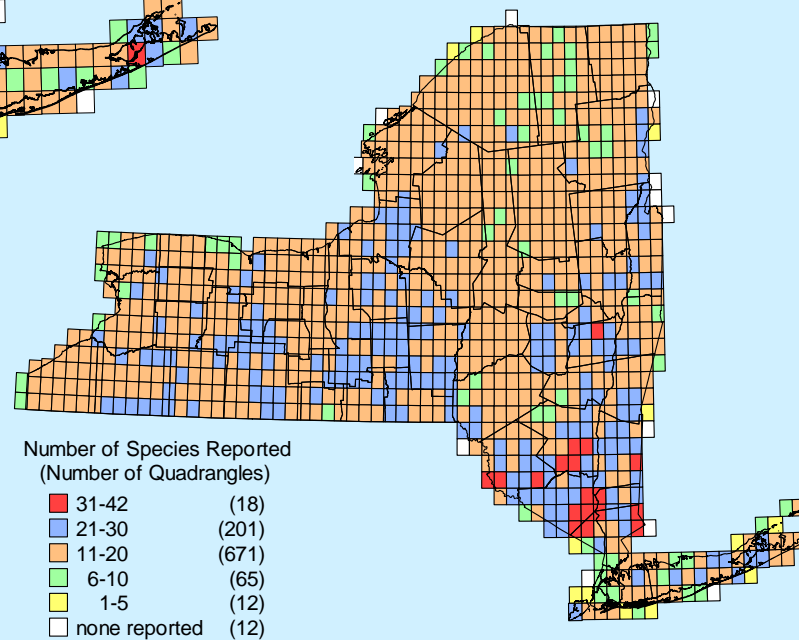 Number of Species Reported
(Number of Quadrangles)
31-42 (18)
21-30 (201)
11-20 (671)
6-10 (65)
1-5 (12)
none reported (12)